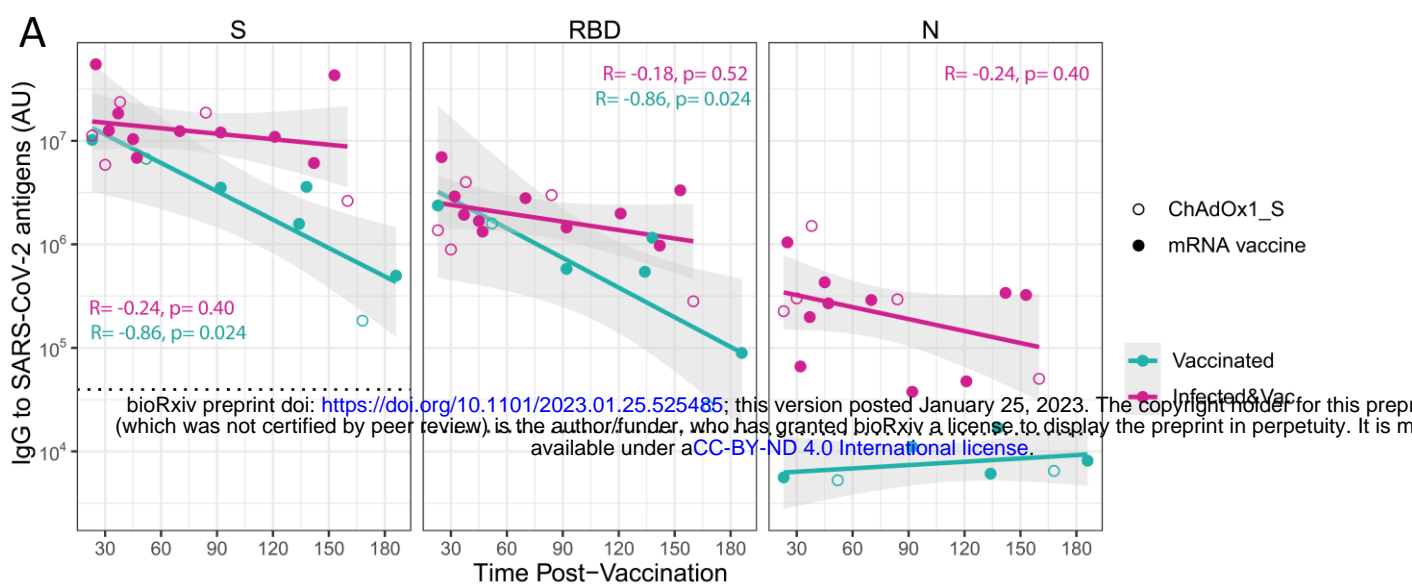 A
S
RBD
N
IgG to SARS-CoV-2 antigens (AU)
10^7
10^6
10^5
10^4
R= -0.24, p= 0.40
R= -0.86, p= 0.024
R= -0.18, p= 0.52
R= -0.86, p= 0.024
R= -0.24, p= 0.40
ChAdOx1_S
mRNA vaccine
Vaccinated
Infected&Vac
bioRxiv preprint doi: https://doi.org/10.1101/2023.01.25.525485; this version posted January 25, 2023. The copyright holder for this prepr
(which was not certified by peer review) is the author/funder, who has granted bioRxiv a license to display the preprint in perpetuity. It is m
available under aCC-BY-ND 4.0 International license.
30 60 90 120 150 180
30 60 90 120 150 180
30 60 90 120 150 180
Time Post−Vaccination